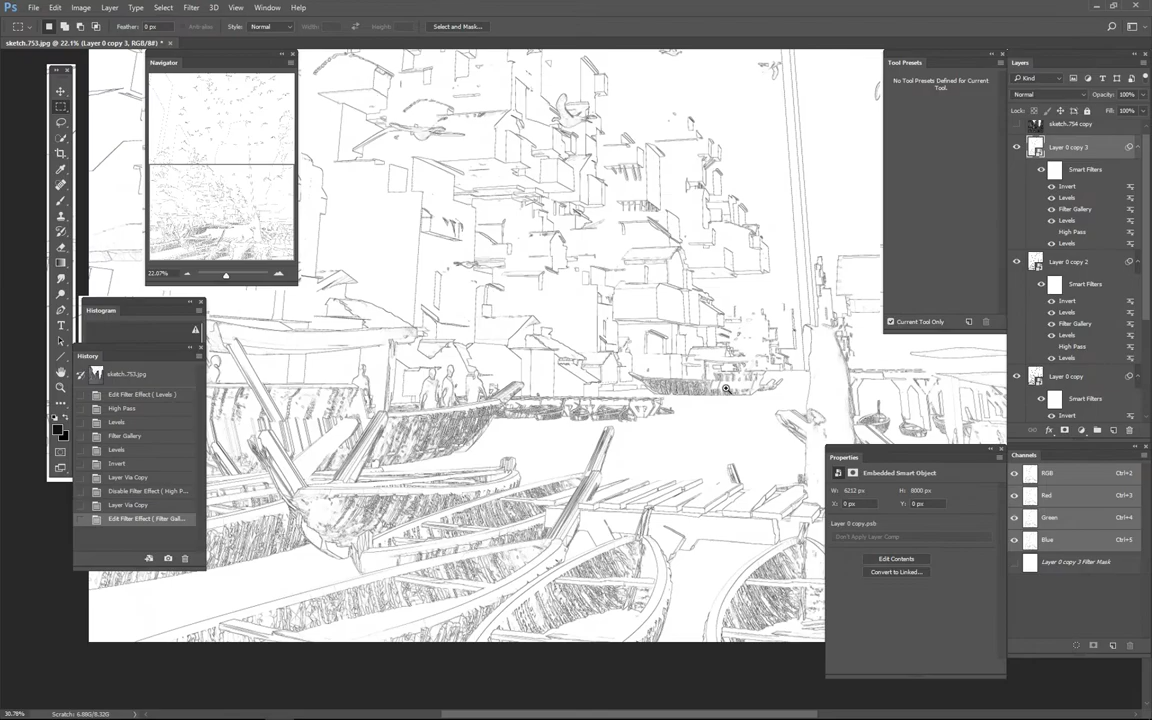 Ps File Edit Image Layer Type Select Filter 3D View Window Help
Feather: 0 px Anti-alias Style: Normal Width: Height: Select and Mask...
sketch.753.jpg @ 22.1% (Layer 0 copy 3, RGB/8#) *
Navigator
22.07%
Histogram
History
sketch.753.jpg
Edit Filter Effect ( Levels )
High Pass
Levels
Filter Gallery
Levels
Invert
Layer Via Copy
Disable Filter Effect ( High P...
Layer Via Copy
Edit Filter Effect ( Filter Gall...
Tool Presets
No Tool Presets Defined for Current
Tool.
Current Tool Only
Layers
Kind
Normal Opacity: 100%
Lock: Fill: 100%
sketch.754 copy
Layer 0 copy 3
Smart Filters
Invert
Levels
Filter Gallery
Levels
High Pass
Levels
Layer 0 copy 2
Smart Filters
Invert
Levels
Filter Gallery
Levels
High Pass
Levels
Layer 0 copy
Smart Filters
Invert
Properties
Embedded Smart Object
W: 6212 px H: 8000 px
X: 0 px Y: 0 px
Layer 0 copy.psb
Don't Apply Layer Comp
Edit Contents
Convert to Linked...
Channels
RGB Ctrl+2
Red Ctrl+3
Green Ctrl+4
Blue Ctrl+5
Layer 0 copy 3 Filter Mask
30.78% Scratch: 6.88G/8.32G